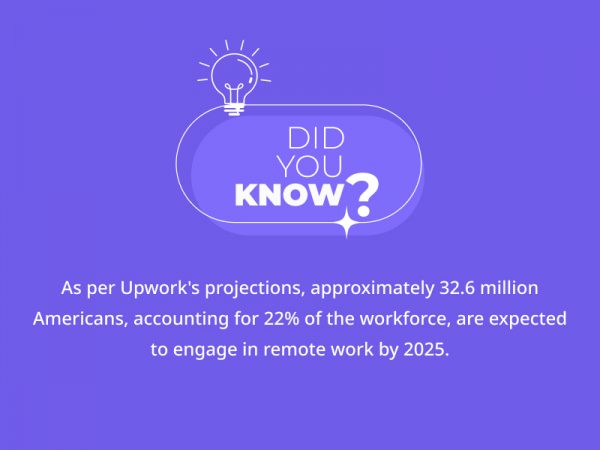 DID
YOU
KNOW?
As per Upwork's projections, approximately 32.6 million
Americans, accounting for 22% of the workforce, are expected
to engage in remote work by 2025.